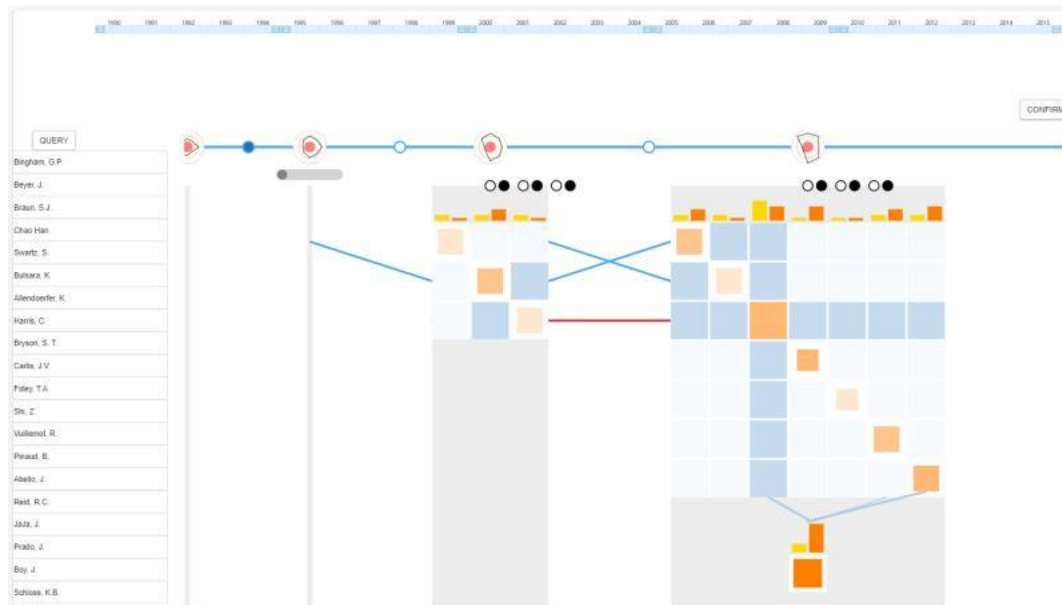 1990 1991 1992 1993 1994 1995 1996 1997 1998 1999 2000 2001 2002 2003 2004 2005 2006 2007 2008 2009 2010 2011 2012 2013 2014 2015
CONFIRM
QUERY
Bingham, G.P.
Beyer, J.
Braun, S.J.
Chao Han
Swartz, S.
Bulsara, K.
Allendoerfer, K.
Harris, C.
Bryson, S. T.
Carlis, J.V.
Foley, T.A.
Shi, Z.
Vuillemot, R.
Pinaud, B.
Abello, J.
Reid, R.C.
JaJa, J.
Prado, J.
Boy, J.
Schloss, K.B.